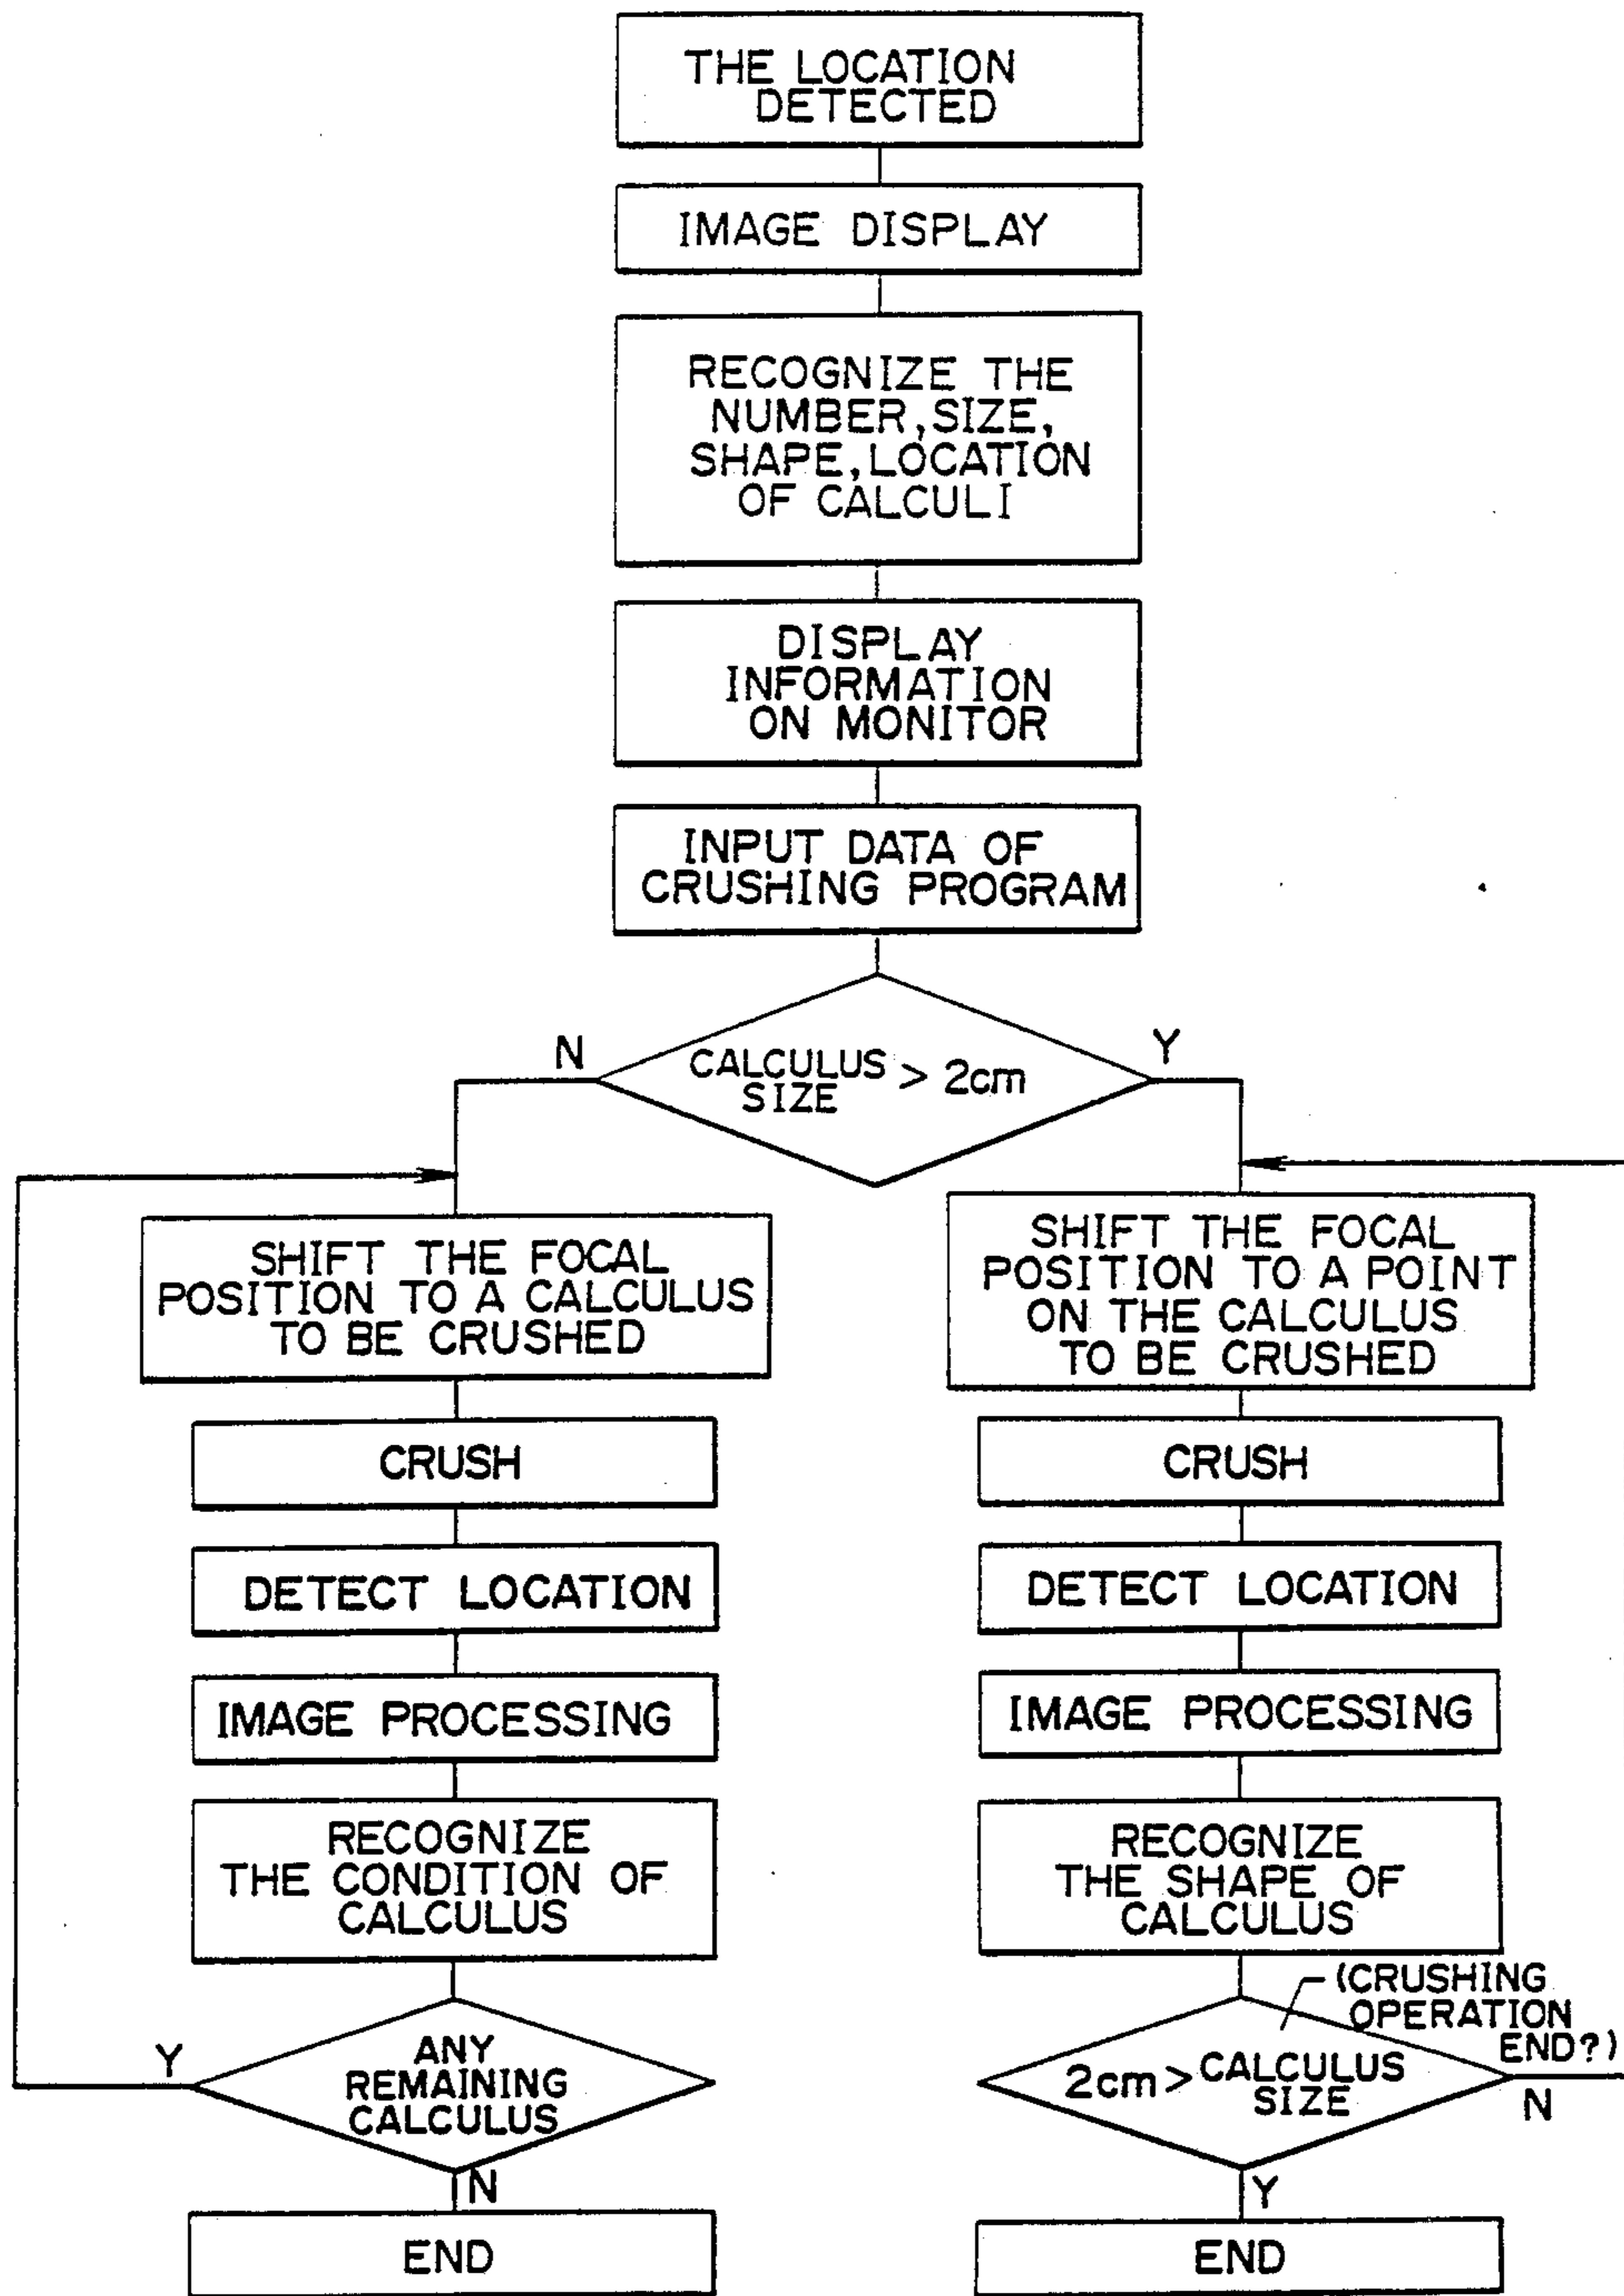 THE LOCATION
DETECTED
IMAGE DISPLAY
RECOGNIZE THE
NUMBER,SIZE,
SHAPE,LOCATION
OF CALCULI
DISPLAY
INFORMATION
ON MONITOR
INPUT DATA OF
CRUSHING PROGRAM
N
Y
CALCULUS
SIZE > 2cm
SHIFT THE FOCAL
POSITION TO A CALCULUS
TO BE CRUSHED
CRUSH
DETECT LOCATION
IMAGE PROCESSING
RECOGNIZE
THE CONDITION OF
CALCULUS
Y
ANY
REMAINING
CALCULUS
N
END
SHIFT THE FOCAL
POSITION TO A POINT
ON THE CALCULUS
TO BE CRUSHED
CRUSH
DETECT LOCATION
IMAGE PROCESSING
RECOGNIZE
THE SHAPE OF
CALCULUS
(CRUSHING
OPERATION
END?)
2cm > CALCULUS
SIZE
N
Y
END